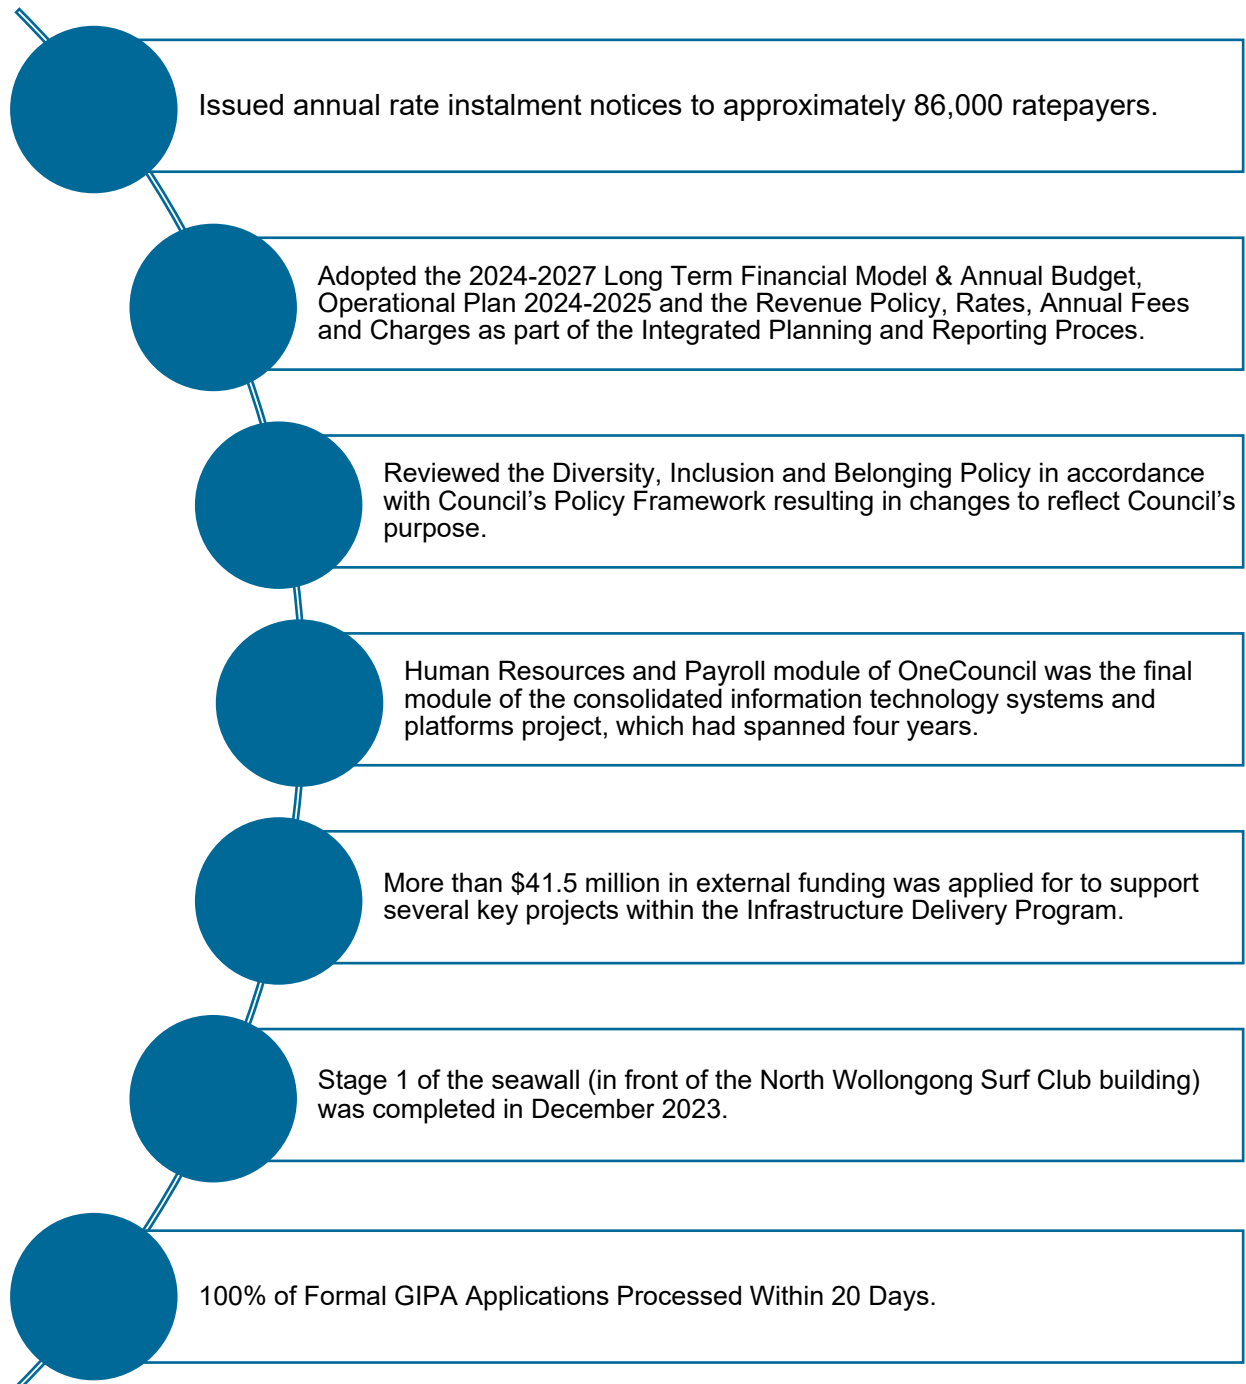 Issued annual rate instalment notices to approximately 86,000 ratepayers.
Adopted the 2024-2027 Long Term Financial Model & Annual Budget,
Operational Plan 2024-2025 and the Revenue Policy, Rates, Annual Fees
and Charges as part of the Integrated Planning and Reporting Proces.
Reviewed the Diversity, Inclusion and Belonging Policy in accordance
with Council’s Policy Framework resulting in changes to reflect Council’s
purpose.
Human Resources and Payroll module of OneCouncil was the final
module of the consolidated information technology systems and
platforms project, which had spanned four years.
More than $41.5 million in external funding was applied for to support
several key projects within the Infrastructure Delivery Program.
Stage 1 of the seawall (in front of the North Wollongong Surf Club building)
was completed in December 2023.
100% of Formal GIPA Applications Processed Within 20 Days.